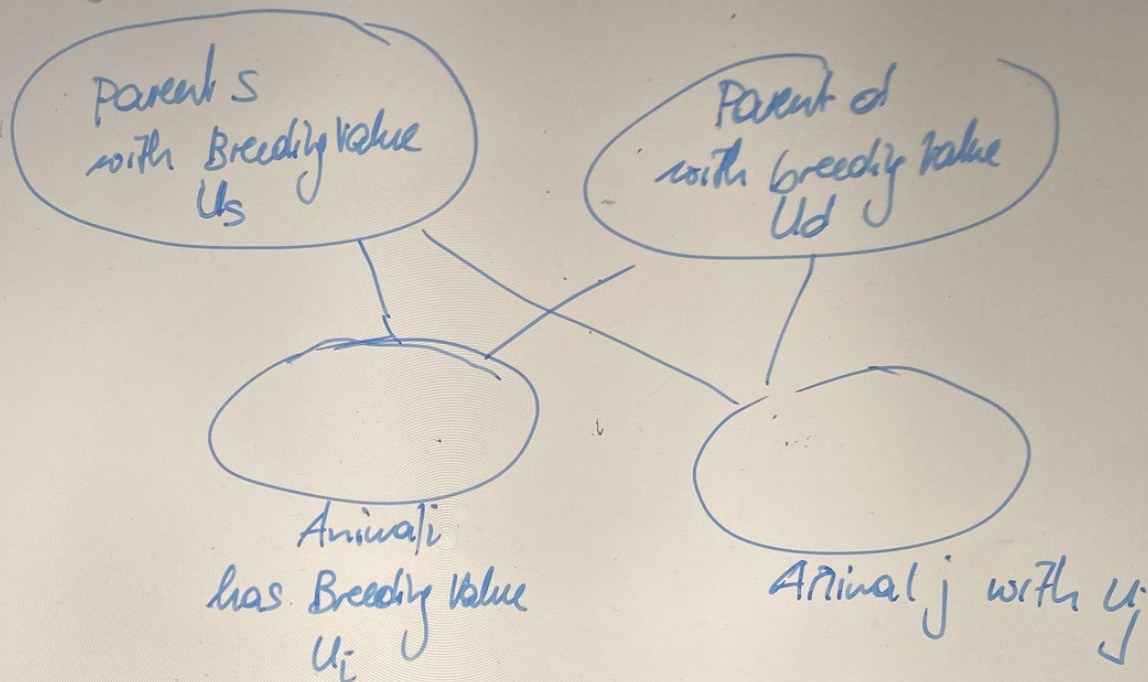 Parent s
with Breeding Value
us
Parent d
with breeding value
ud
Animal i
has Breeding Value
ui
Animal j with uj